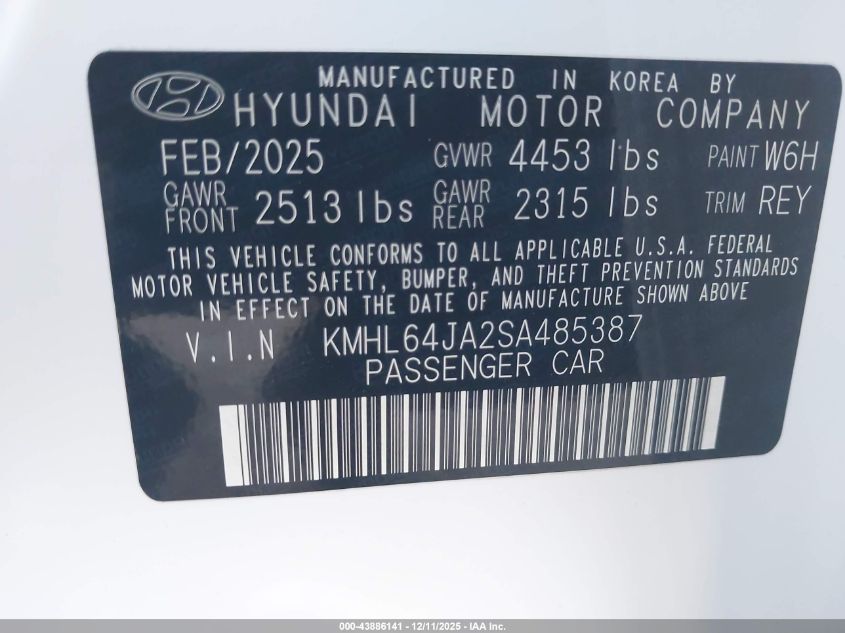 MANUFACTURED IN KOREA BY
HYUNDAI MOTOR COMPANY
FEB/2025 GVWR 4453 lbs PAINT W6H
GAWR FRONT 2513 lbs GAWR REAR 2315 lbs TRIM REY
THIS VEHICLE CONFORMS TO ALL APPLICABLE U.S.A. FEDERAL
MOTOR VEHICLE SAFETY, BUMPER, AND THEFT PREVENTION STANDARDS
IN EFFECT ON THE DATE OF MANUFACTURE SHOWN ABOVE
V.I.N KMHL64JA2SA485387
PASSENGER CAR
000-43886141 - 12/11/2025 - IAA Inc.